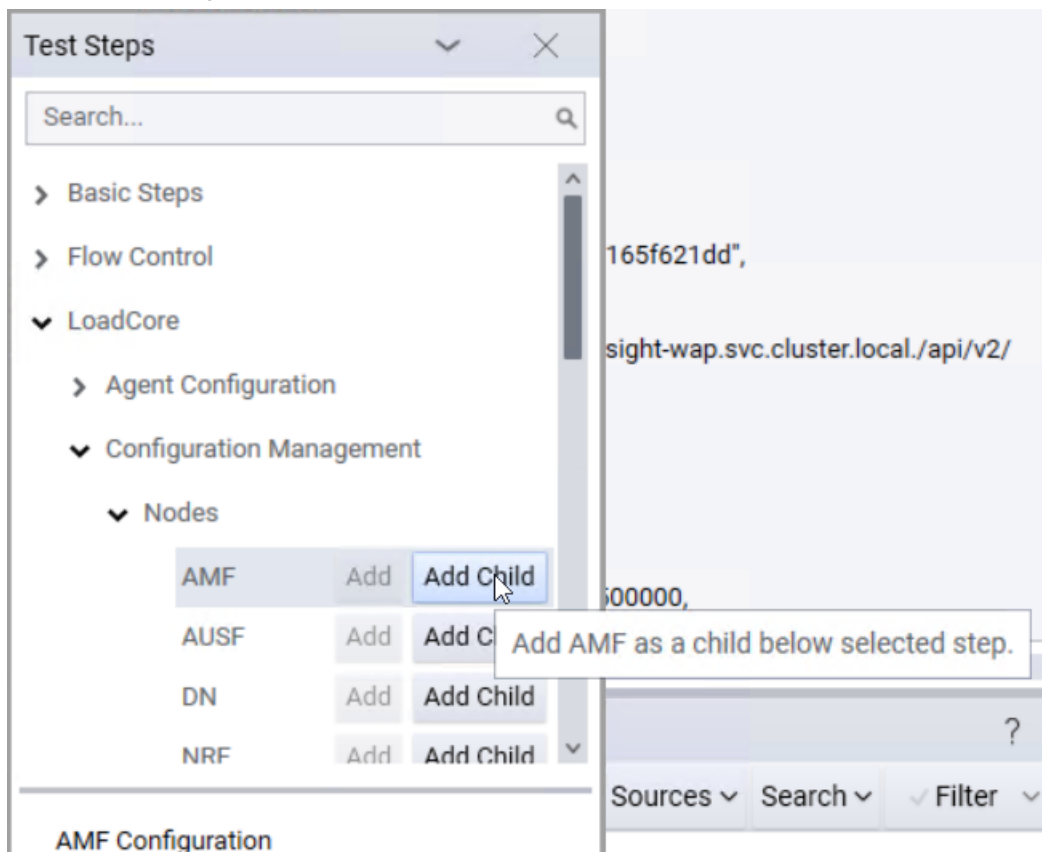 Test Steps
Search...
Basic Steps
Flow Control
165f621dd",
LoadCore
sight-wap.svc.cluster.local./api/v2/
Agent Configuration
Configuration Management
Nodes
AMF Add Add Child
500000,
AUSF Add Add C
Add AMF as a child below selected step.
DN Add Add Child
?
NRF Add Add Child
Sources Search Filter
AMF Configuration